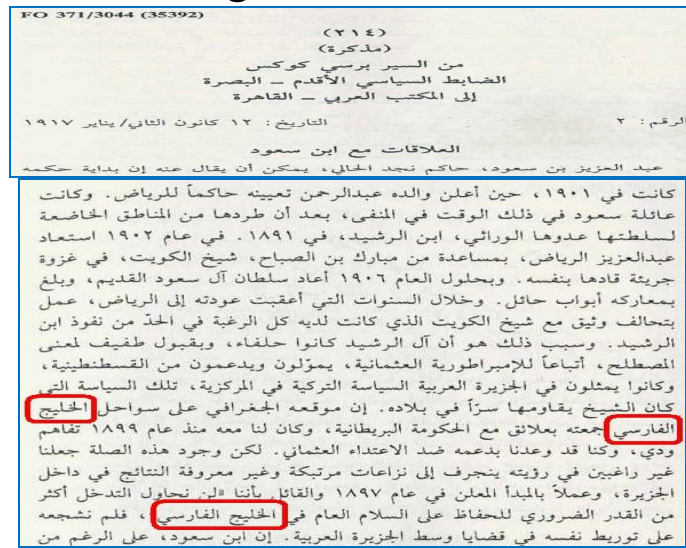 FO 371/3044 (35392)
(٢١٤)
(مذكرة)
من السير برسي كوكس
الضابط السياسي الأقدم – البصرة
إلى المكتب العربي – القاهرة
الرقم: ٢ التاريخ: ١٢ كانون الثاني/يناير ١٩١٧
العلاقات مع ابن سعود
عبد العزيز بن سعود، حاكم نجد الحالي، يمكن أن يقال عنه إن بداية حكمه
كانت في ١٩٠١، حين أعلن والده عبدالرحمن تعيينه حاكماً للرياض. وكانت
عائلة سعود في ذلك الوقت في المنفى، بعد أن طردها من المناطق الخاضعة
لسلطتها عدوها الوراثي، ابن الرشيد، في ١٨٩١. في عام ١٩٠٢ استعاد
عبدالعزيز الرياض، بمساعدة من مبارك بن الصباح، شيخ الكويت، في غزوة
جريئة قادها بنفسه. وبحلول العام ١٩٠٦ أعاد سلطان آل سعود القديم، وبلغ
بمعاركه أبواب حائل. وخلال السنوات التي أعقبت عودته إلى الرياض، عمل
بتحالف وثيق مع شيخ الكويت الذي كانت لديه كل الرغبة في الحدّ من نفوذ ابن
الرشيد. وسبب ذلك هو أن آل الرشيد كانوا حلفاء، وبقبول طفيف لمعنى
المصطلح، أتباعاً للإمبراطورية العثمانية، يموّلون ويدعمون من القسطنطينية،
وكانوا يمثلون في الجزيرة العربية السياسة التركية في المركزية، تلك السياسة التي
كان الشيخ يقاومها سرّاً في بلاده. إن موقعه الجغرافي على سواحل الخليج
الفارسي جمعته بعلائق مع الحكومة البريطانية، وكان لنا معه منذ عام ١٨٩٩ تفاهم
ودي، وكنا قد وعدنا بدعمه ضد الاعتداء العثماني. لكن وجود هذه الصلة جعلنا
غير راغبين في رؤيته ينجرف إلى نزاعات مرتبكة وغير معروفة النتائج في داخل
الجزيرة، وعملاً بالمبدأ المعلن في عام ١٨٩٧ والقائل بأننا «لن نحاول التدخل أكثر
من القدر الضروري للحفاظ على السلام العام في الخليج الفارسي، فلم نشجعه
على توريط نفسه في قضايا وسط الجزيرة العربية. إن ابن سعود، على الرغم من